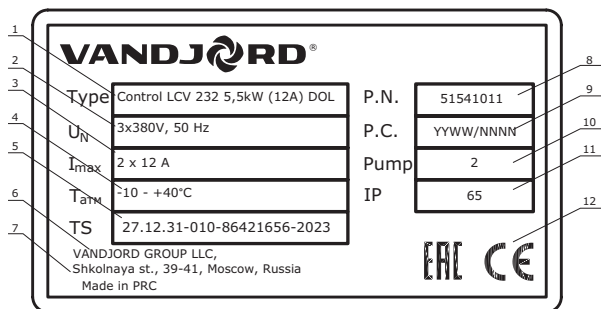 VANDJORD®
Type Control LCV 232 5,5kW (12A) DOL
UN 3x380V, 50 Hz
Imax 2 x 12 A
Tатм -10 - +40°C
TS 27.12.31-010-86421656-2023
P.N. 51541011
P.C. YYWW/NNNN
Pump 2
IP 65
VANDJORD GROUP LLC,
Shkolnaya st., 39-41, Moscow, Russia
Made in PRC
EAC CE
1
2
3
4
5
6
7
8
9
10
11
12